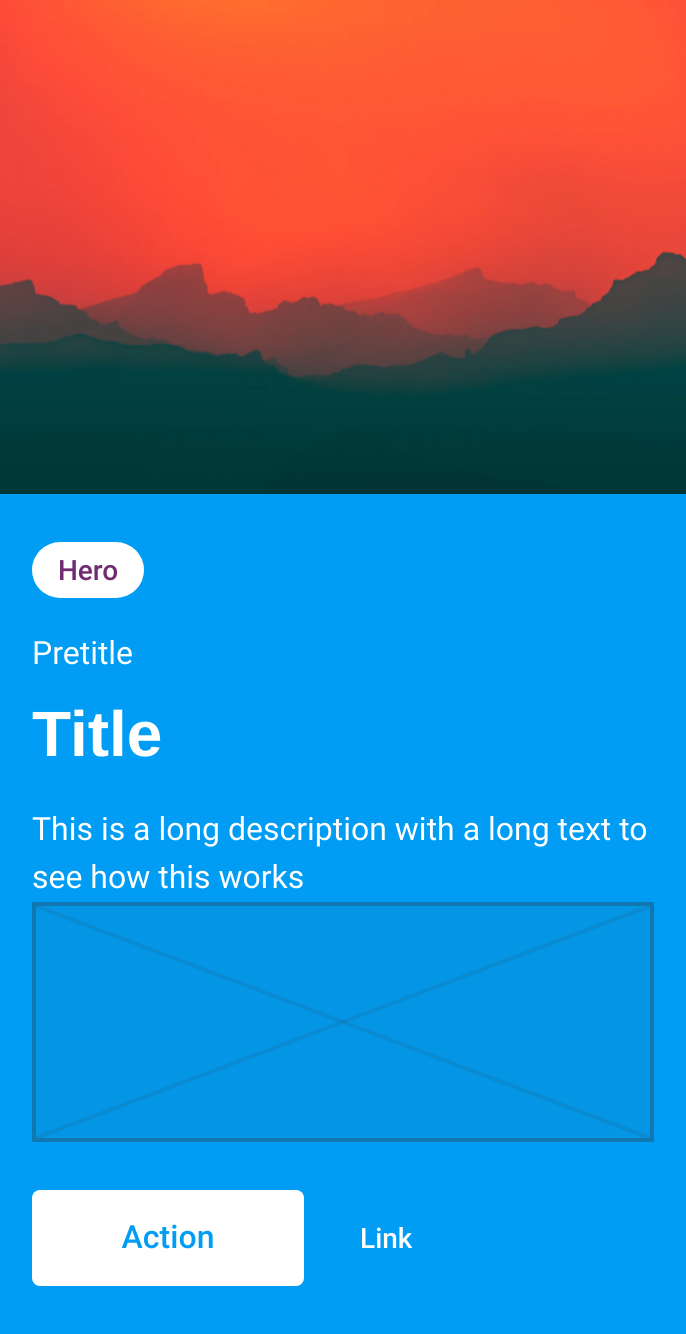 Hero
Pretitle
Title
This is a long description with a long text to
see how this works
Action
Link